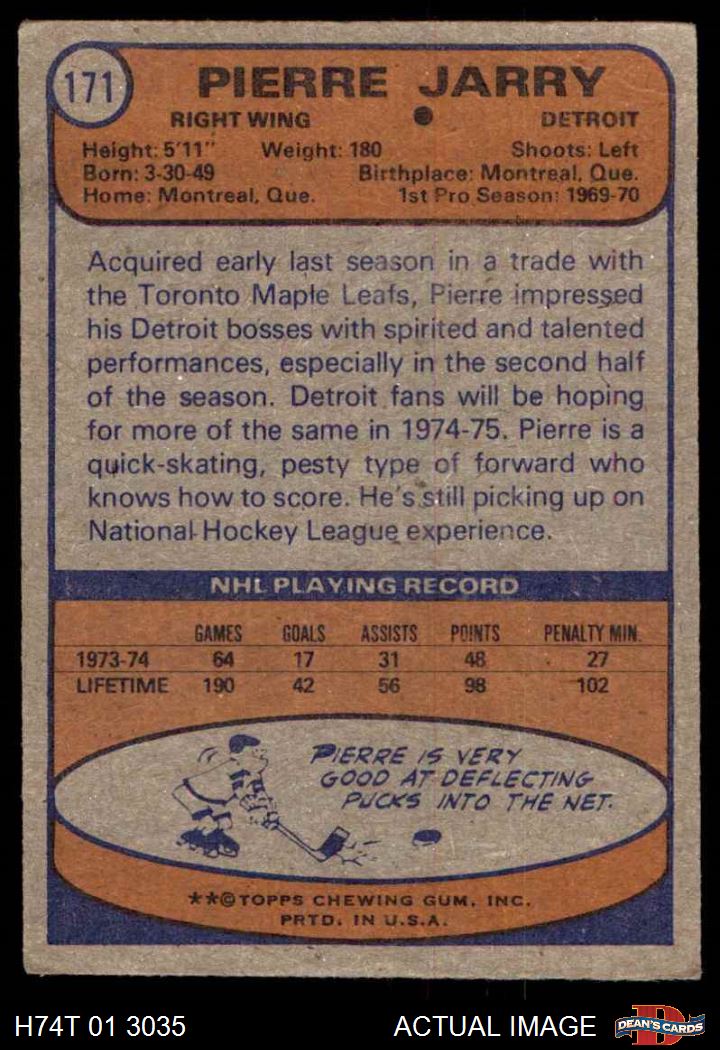 171
PIERRE JARRY
RIGHT WING DETROIT
Height: 5'11" Weight: 180 Shoots: Left
Born: 3-30-49 Birthplace: Montreal, Que.
Home: Montreal, Que. 1st Pro Season: 1969-70
Acquired early last season in a trade with
the Toronto Maple Leafs, Pierre impressed
his Detroit bosses with spirited and talented
performances, especially in the second half
of the season. Detroit fans will be hoping
for more of the same in 1974-75. Pierre is a
quick-skating, pesty type of forward who
knows how to score. He's still picking up on
National Hockey League experience.
NHL PLAYING RECORD
GAMES GOALS ASSISTS POINTS PENALTY MIN.
1973-74 64 17 31 48 27
LIFETIME 190 42 56 98 102
PIERRE IS VERY
GOOD AT DEFLECTING
PUCKS INTO THE NET.
**©TOPPS CHEWING GUM, INC.
PRTD. IN U.S.A.
H74T 01 3035 ACTUAL IMAGE D DEAN'S CARDS